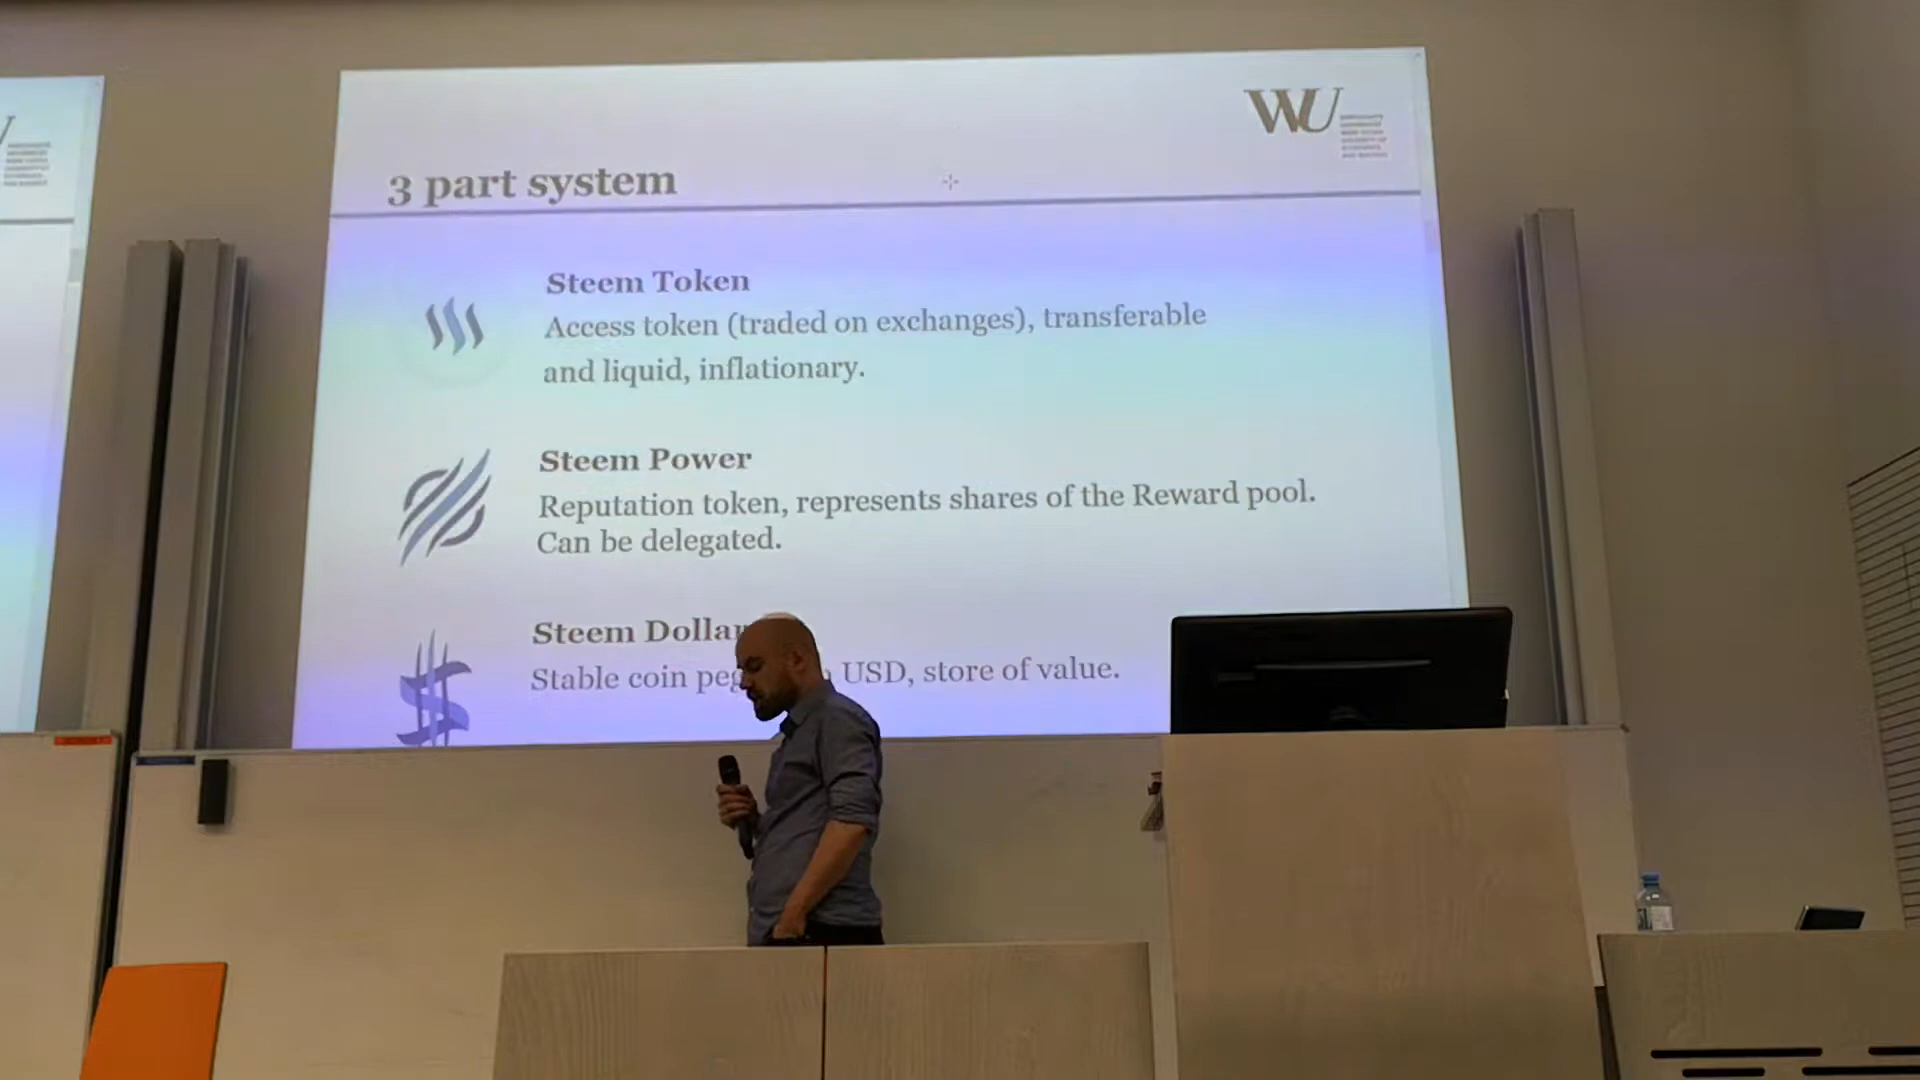 WU
3 part system
Steem Token
Access token (traded on exchanges), transferable
and liquid, inflationary.
Steem Power
Reputation token, represents shares of the Reward pool.
Can be delegated.
Steem Dollar
Stable coin peg USD, store of value.